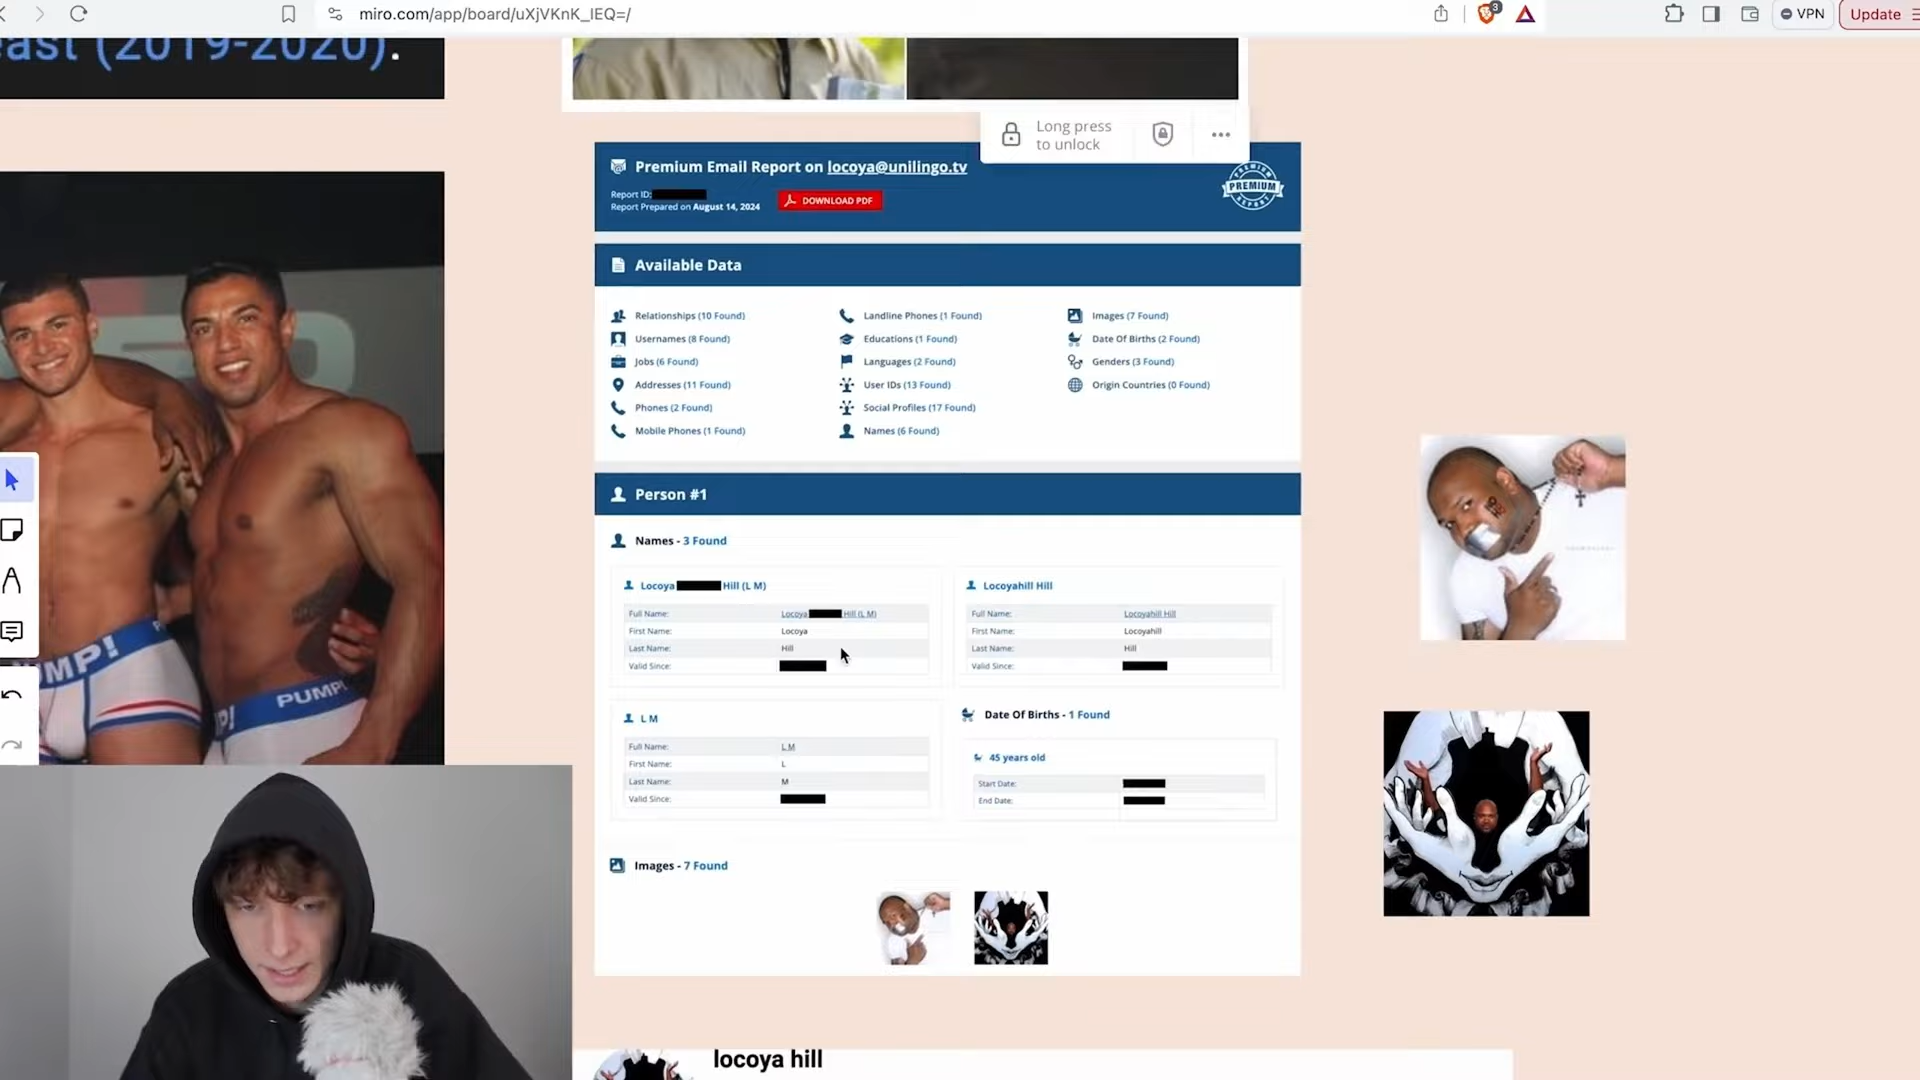 miro.com/app/board/uXjVKnK_IEQ=/
3
VPN
Update
east (2019-2020).
Long press
to unlock
Premium Email Report on locoya@unilingo.tv
Report ID:
Report Prepared on August 14, 2024
DOWNLOAD PDF
PREMIUM
PREMIUM
REPORT
Available Data
Relationships (10 Found)
Usernames (8 Found)
Jobs (6 Found)
Addresses (11 Found)
Phones (2 Found)
Mobile Phones (1 Found)
Landline Phones (1 Found)
Educations (1 Found)
Languages (2 Found)
User IDs (13 Found)
Social Profiles (17 Found)
Names (6 Found)
Images (7 Found)
Date Of Births (2 Found)
Genders (3 Found)
Origin Countries (0 Found)
Person #1
Names - 3 Found
Locoya Hill (L M)
Full Name: Locoya Hill (L M)
First Name: Locoya
Last Name: Hill
Valid Since:
Locoyahill Hill
Full Name: Locoyahill Hill
First Name: Locoyahill
Last Name: Hill
Valid Since:
L M
Full Name: L M
First Name: L
Last Name: M
Valid Since:
Date Of Births - 1 Found
45 years old
Start Date:
End Date:
Images - 7 Found
UMP!
PUMP!
P!
locoya hill